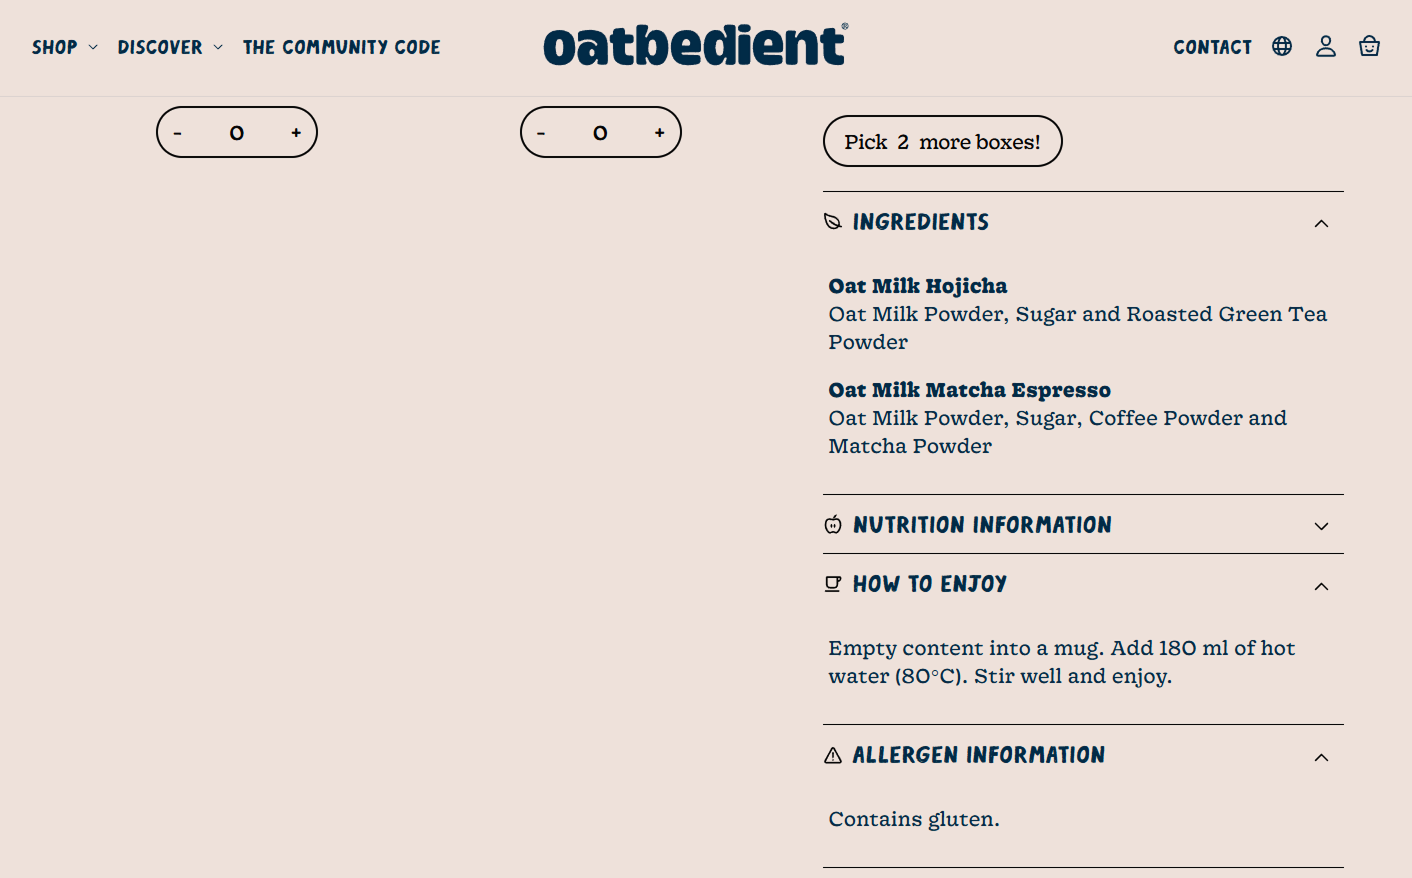 SHOP
DISCOVER
THE COMMUNITY CODE
oatbedient®
CONTACT
- 0 +
- 0 +
Pick 2 more boxes!
INGREDIENTS
Oat Milk Hojicha
Oat Milk Powder, Sugar and Roasted Green Tea
Powder
Oat Milk Matcha Espresso
Oat Milk Powder, Sugar, Coffee Powder and
Matcha Powder
NUTRITION INFORMATION
HOW TO ENJOY
Empty content into a mug. Add 180 ml of hot
water (80°C). Stir well and enjoy.
ALLERGEN INFORMATION
Contains gluten.